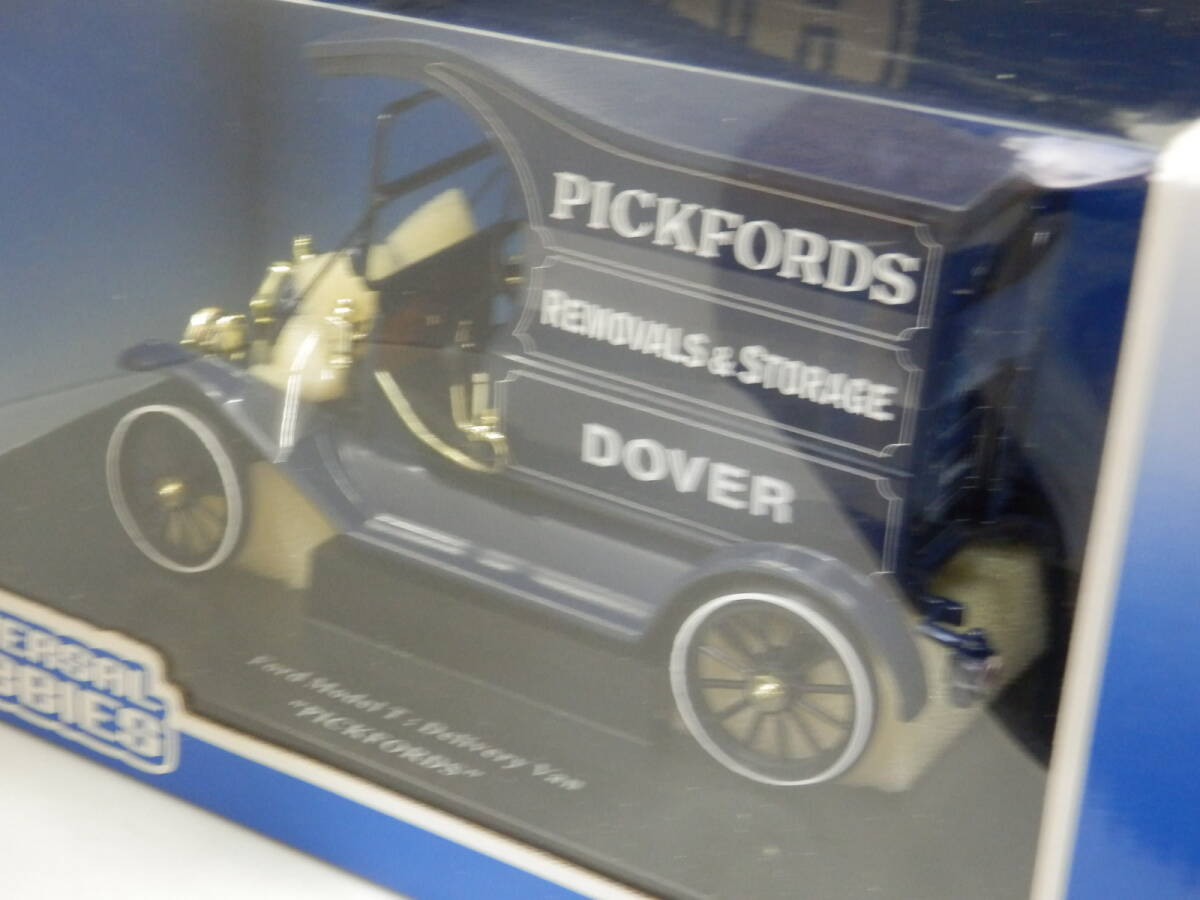 PICKFORDS
REMOVALS & STORAGE
DOVER
Ford Model T : Delivery Van
"PICKFORDS"